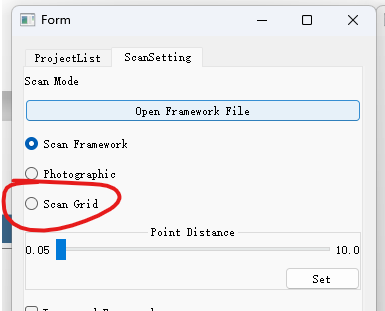 Form
ProjectList ScanSetting
Scan Mode
Open Framework File
Scan Framework
Photographic
Scan Grid
Point Distance
0.05 10.0
Set